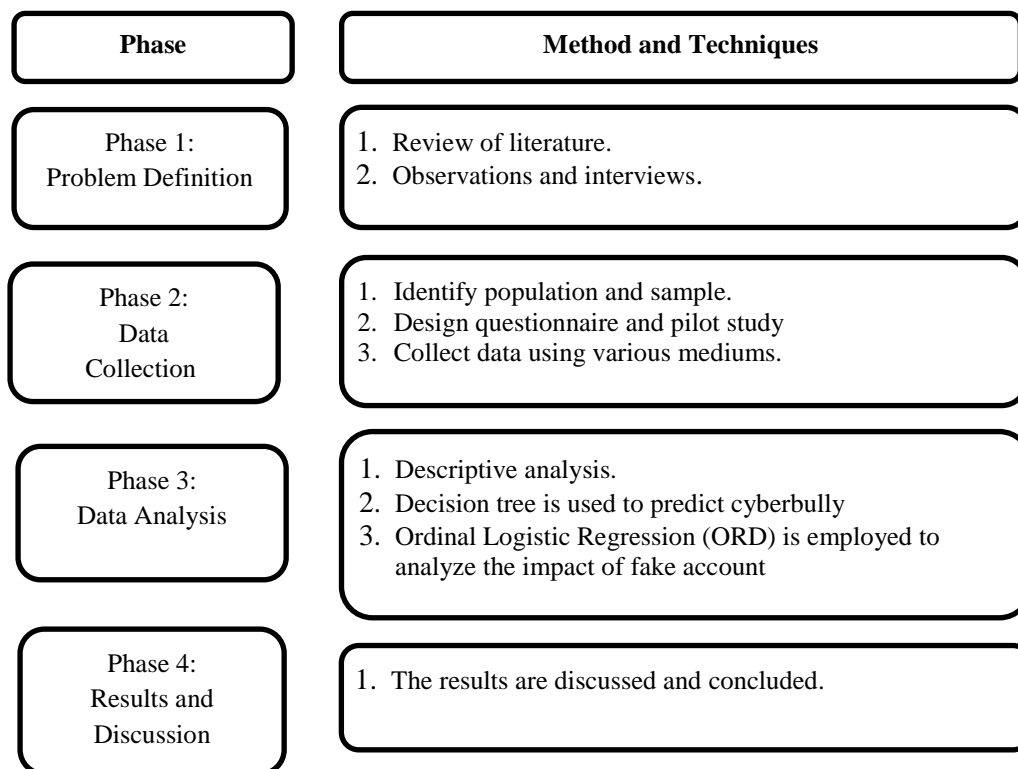 Phase
Method and Techniques
Phase 1:
Problem Definition
1. Review of literature.
2. Observations and interviews.
Phase 2:
Data
Collection
1. Identify population and sample.
2. Design questionnaire and pilot study
3. Collect data using various mediums.
Phase 3:
Data Analysis
1. Descriptive analysis.
2. Decision tree is used to predict cyberbully
3. Ordinal Logistic Regression (ORD) is employed to
analyze the impact of fake account
Phase 4:
Results and
Discussion
1. The results are discussed and concluded.